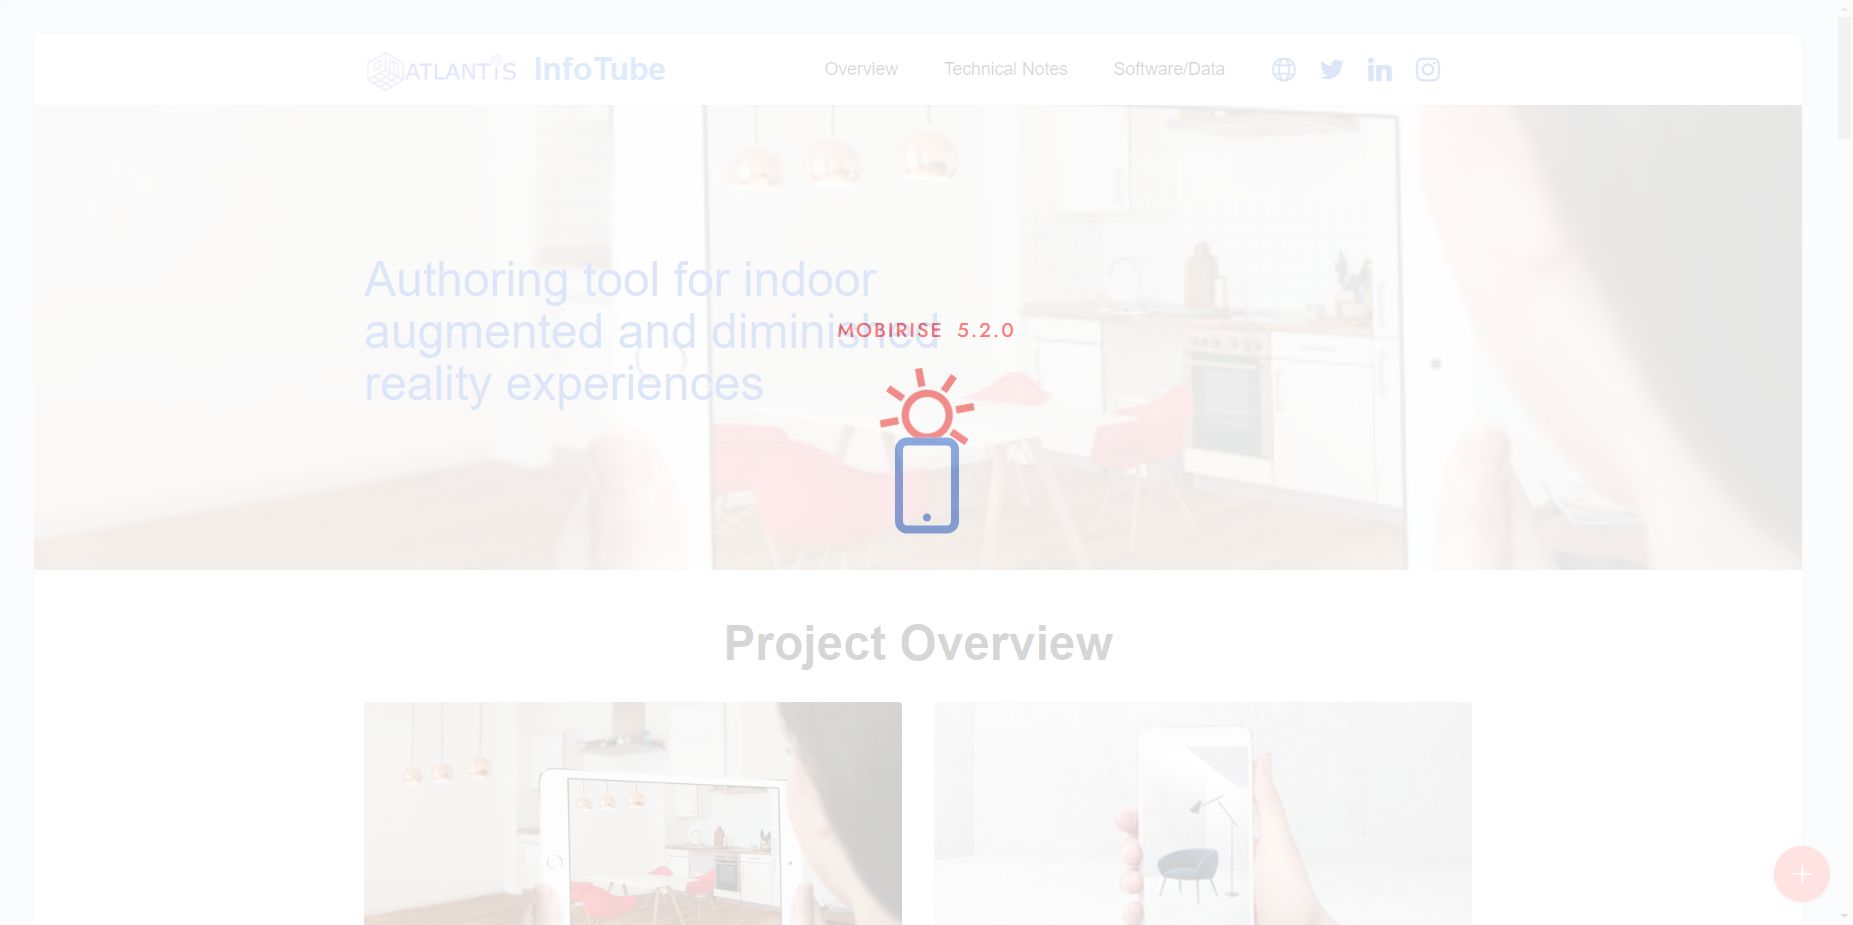 ATLANTiS InfoTube
Overview
Technical Notes
Software/Data
Authoring tool for indoor
augmented and diminished
reality experiences
MOBIRISE 5.2.0
Project Overview